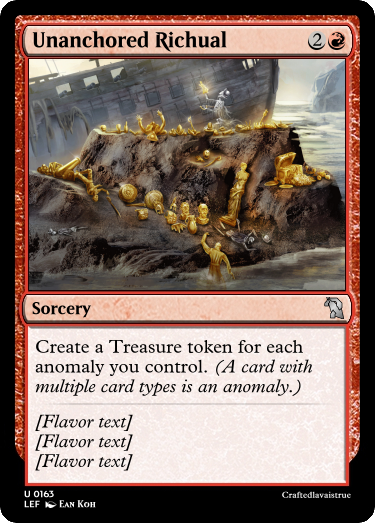 Unanchored Richual 2
Sorcery
Create a Treasure token for each
anomaly you control. (A card with
multiple card types is an anomaly.)
[Flavor text]
[Flavor text]
[Flavor text]
U 0163
LEF Ean Koh
Craftedlavaistrue